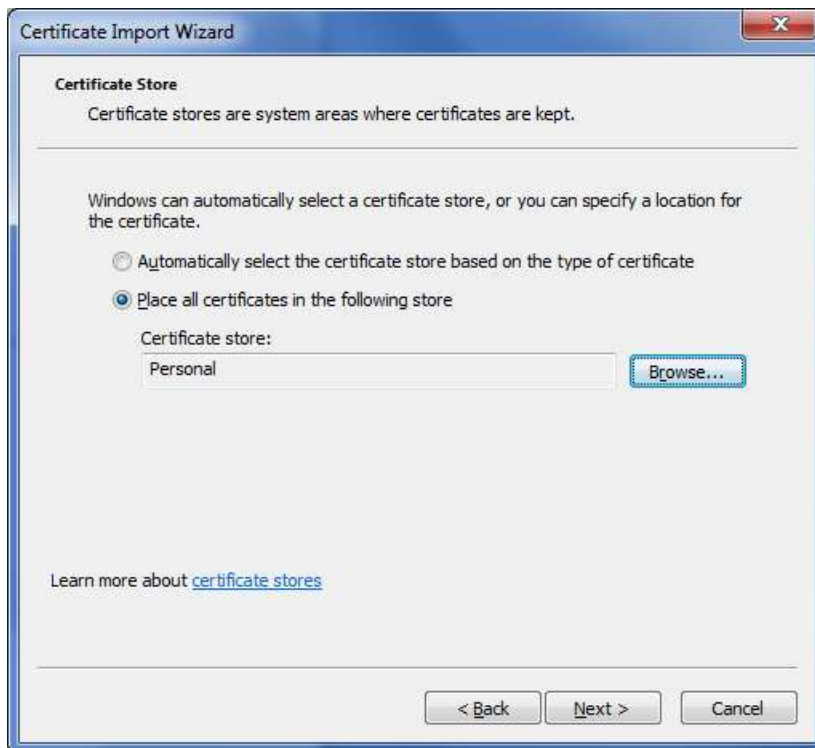 Certificate Import Wizard
Certificate Store
Certificate stores are system areas where certificates are kept.
Windows can automatically select a certificate store, or you can specify a location for
the certificate.
Automatically select the certificate store based on the type of certificate
Place all certificates in the following store
Certificate store:
Personal
Browse...
Learn more about certificate stores
< Back Next > Cancel